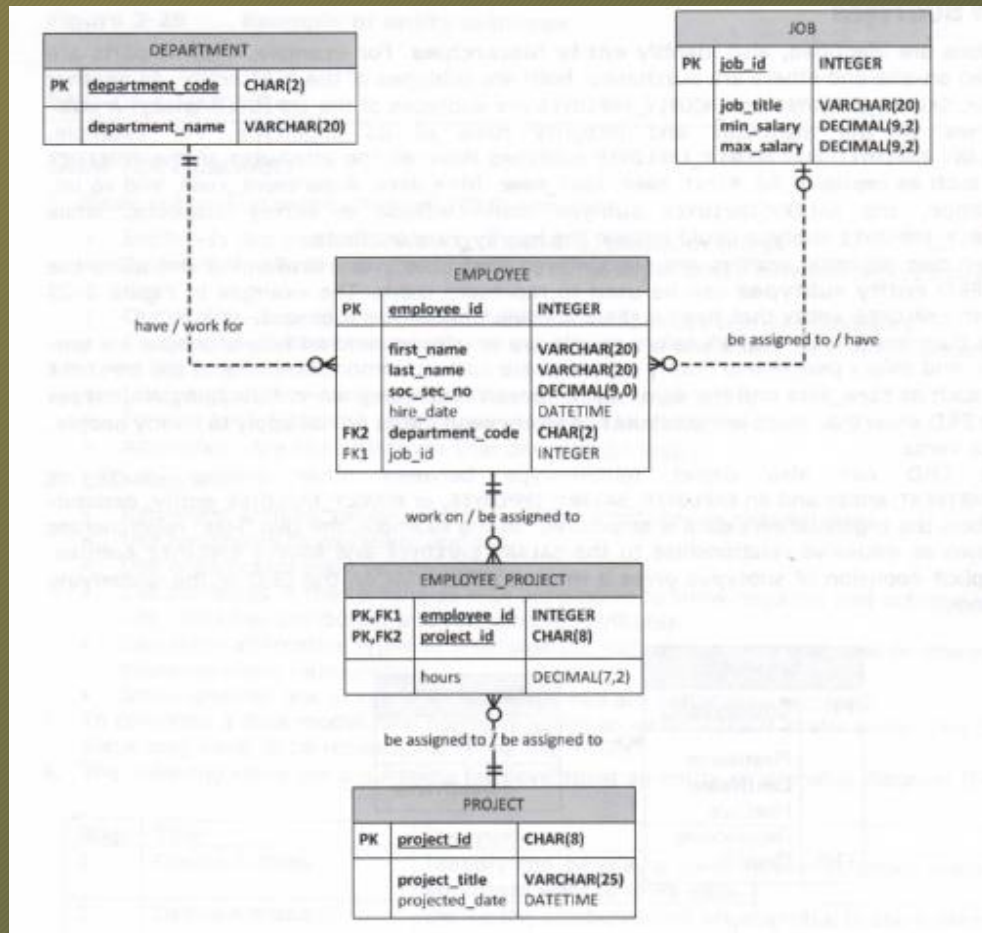 DEPARTMENT
PK department_code CHAR(2)
department_name VARCHAR(20)
JOB
PK job_id INTEGER
job_title VARCHAR(20)
min_salary DECIMAL(9,2)
max_salary DECIMAL(9,2)
have / work for
be assigned to / have
EMPLOYEE
PK employee_id INTEGER
first_name VARCHAR(20)
last_name VARCHAR(20)
soc_sec_no DECIMAL(9,0)
hire_date DATETIME
FK2 department_code CHAR(2)
FK1 job_id INTEGER
work on / be assigned to
EMPLOYEE_PROJECT
PK,FK1 employee_id INTEGER
PK,FK2 project_id CHAR(8)
hours DECIMAL(7,2)
be assigned to / be assigned to
PROJECT
PK project_id CHAR(8)
project_title VARCHAR(25)
projected_date DATETIME